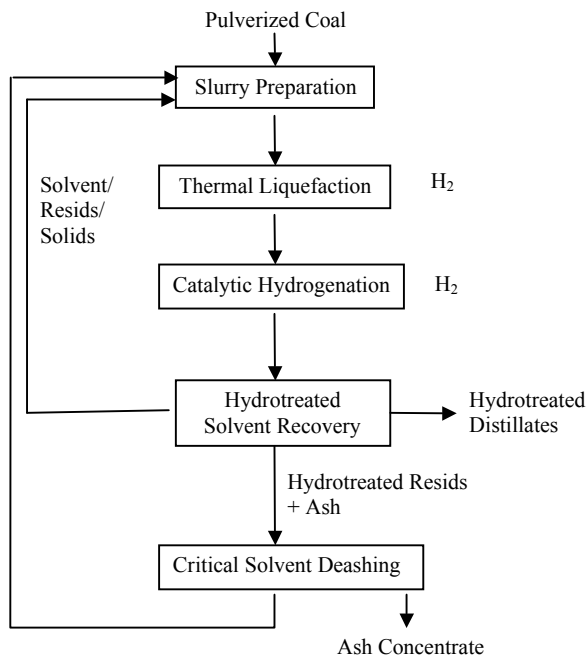 Pulverized Coal
Slurry Preparation
Solvent/
Resids/
Solids
Thermal Liquefaction
H₂
Catalytic Hydrogenation
H₂
Hydrotreated
Solvent Recovery
Hydrotreated
Distillates
Hydrotreated Resids
+ Ash
Critical Solvent Deashing
Ash Concentrate